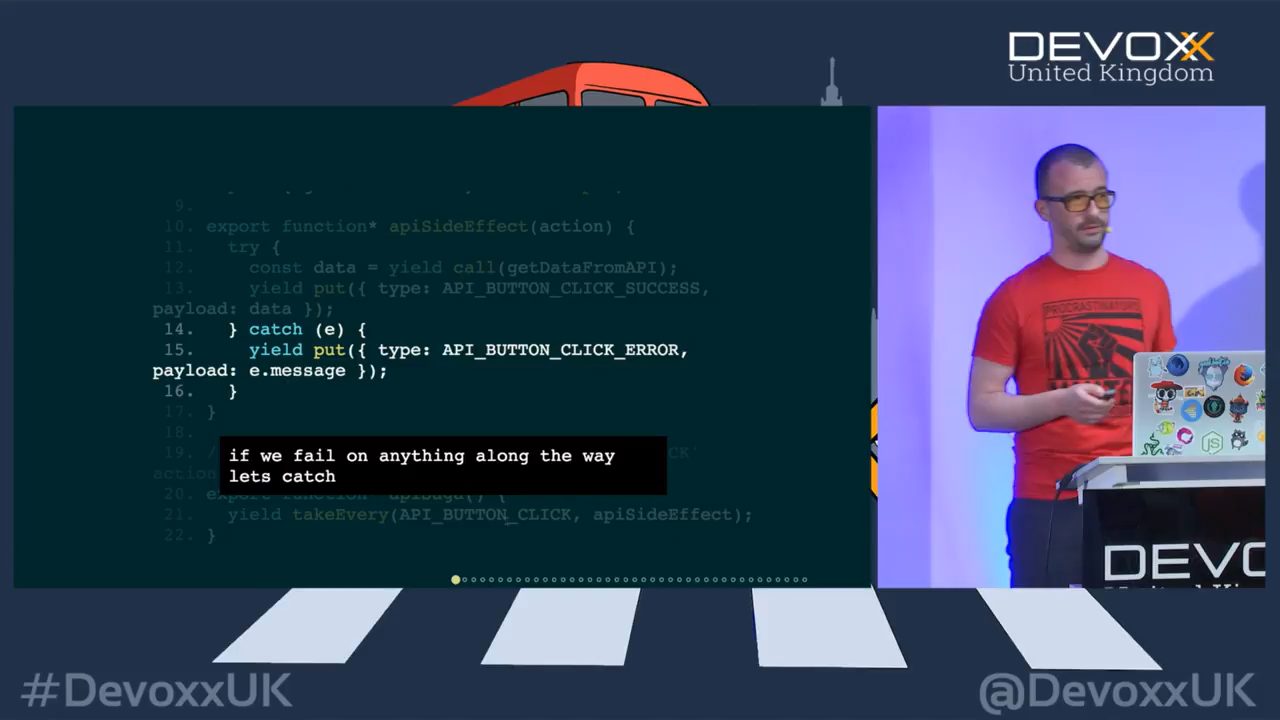 DEVOXX
United Kingdom
9.
10. export function* apiSideEffect(action) {
11. try {
12. const data = yield call(getDataFromAPI);
13. yield put({ type: API_BUTTON_CLICK_SUCCESS,
payload: data });
14. } catch (e) {
15. yield put({ type: API_BUTTON_CLICK_ERROR,
payload: e.message });
16. }
17. }
18.
19. /
if we fail on anything along the way
lets catch
20. export function* apiSaga() {
21. yield takeEvery(API_BUTTON_CLICK, apiSideEffect);
22. }
PROCRASTINATORS
JS
DEVOXX
#DevoxxUK
@DevoxxUK